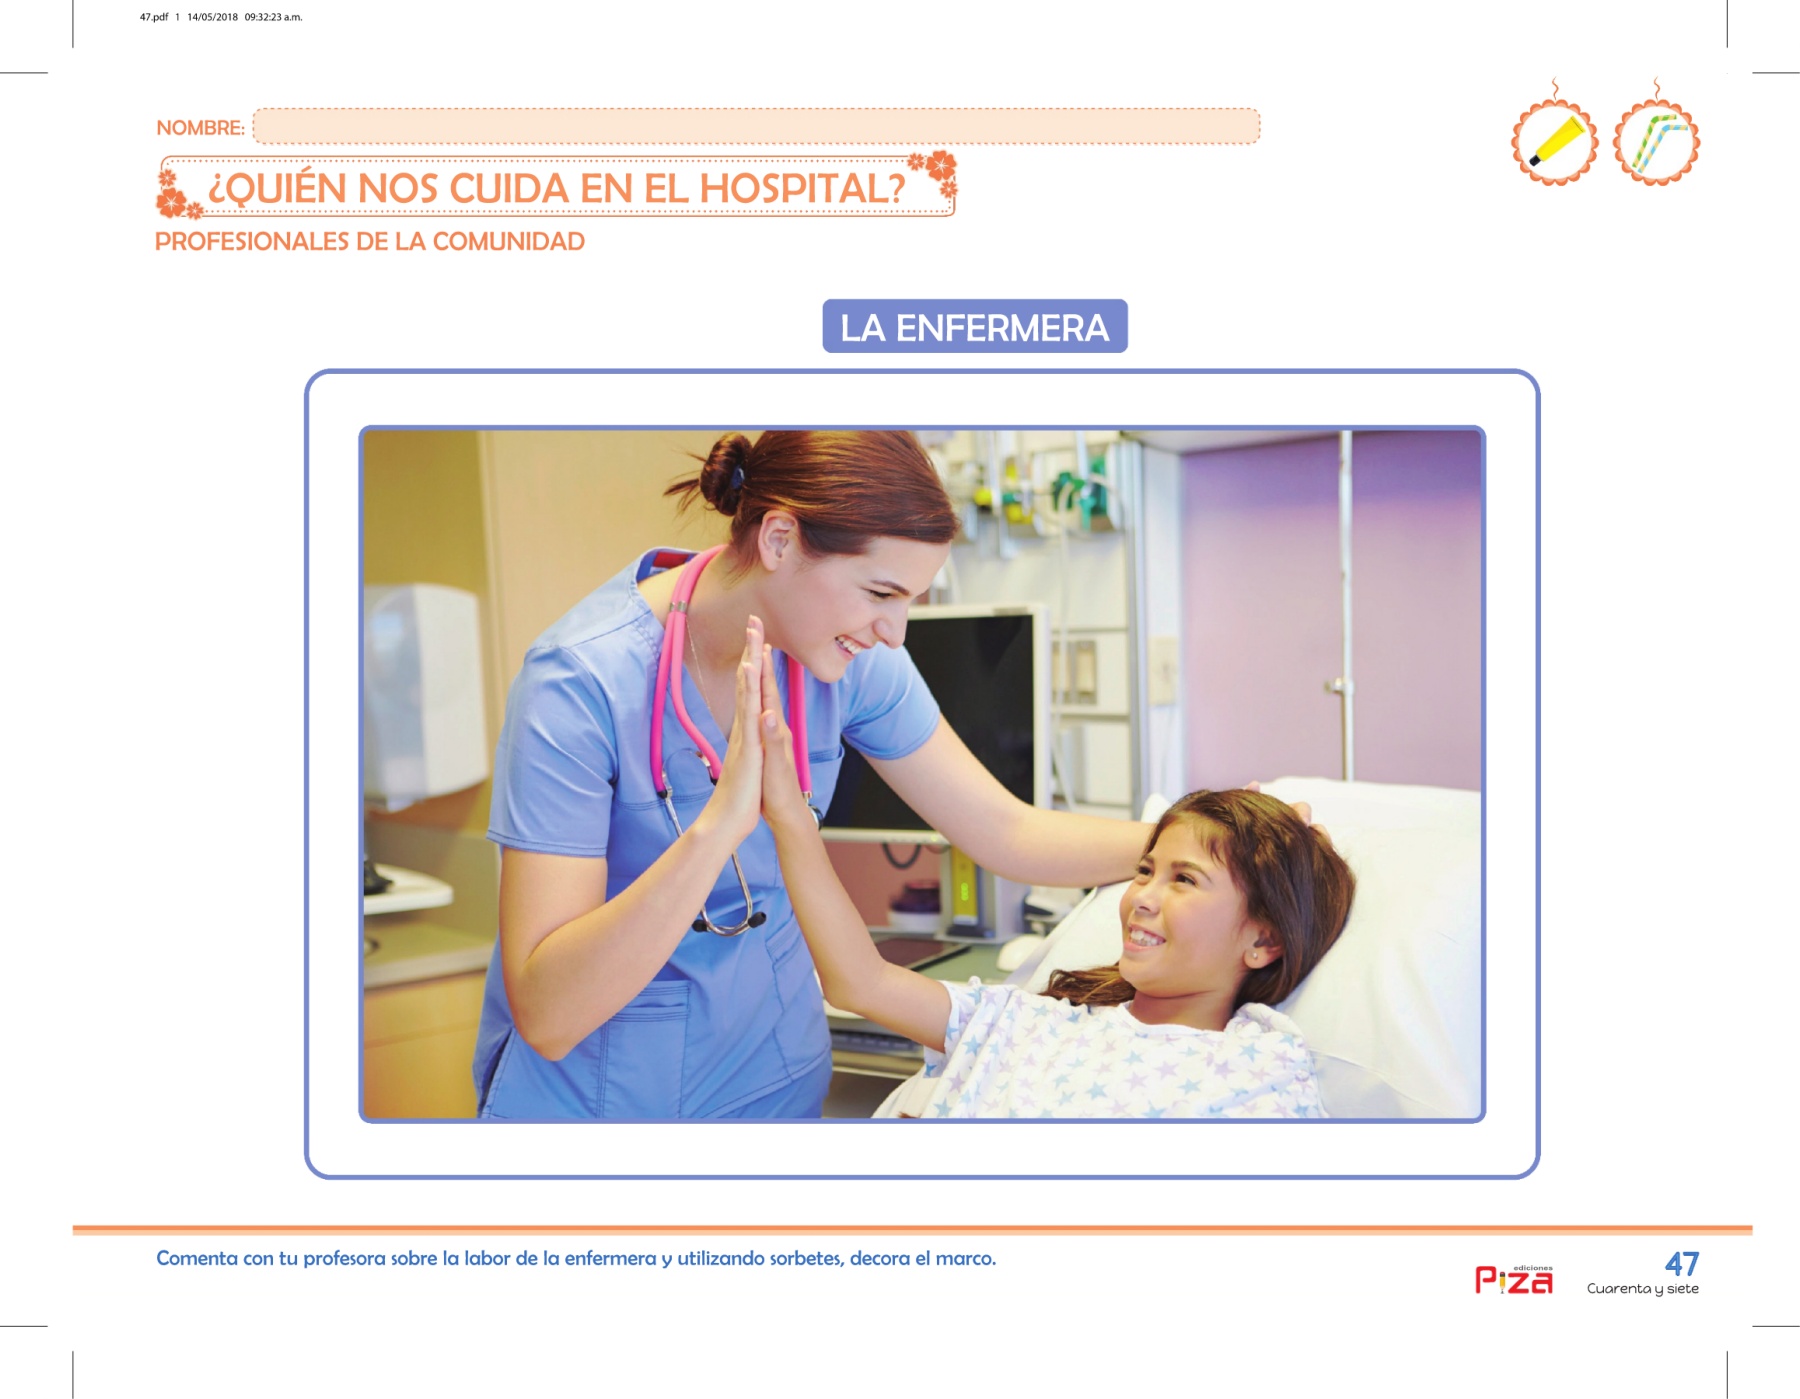 47.pdf 1 14/05/2018 09:32:23 a.m.
NOMBRE:
¿QUIÉN NOS CUIDA EN EL HOSPITAL?
PROFESIONALES DE LA COMUNIDAD
LA ENFERMERA
Comenta con tu profesora sobre la labor de la enfermera y utilizando sorbetes, decora el marco.
ediciones
Piza
47
Cuarenta y siete